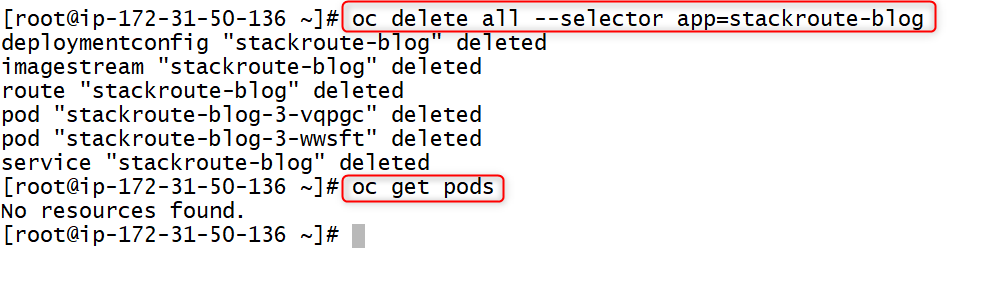 [root@ip-172-31-50-136 ~]# oc delete all --selector app=stackroute-blog
deploymentconfig "stackroute-blog" deleted
imagestream "stackroute-blog" deleted
route "stackroute-blog" deleted
pod "stackroute-blog-3-vqpgc" deleted
pod "stackroute-blog-3-wwsft" deleted
service "stackroute-blog" deleted
[root@ip-172-31-50-136 ~]# oc get pods
No resources found.
[root@ip-172-31-50-136 ~]#